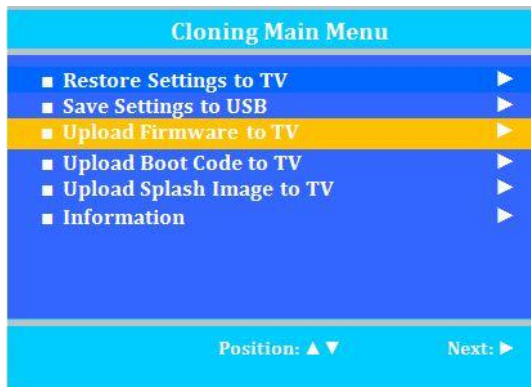 Cloning Main Menu
■ Restore Settings to TV ▶
■ Save Settings to USB ▶
■ Upload Firmware to TV ▶
■ Upload Boot Code to TV ▶
■ Upload Splash Image to TV ▶
■ Information ▶
Position: ▲ ▼ Next: ▶